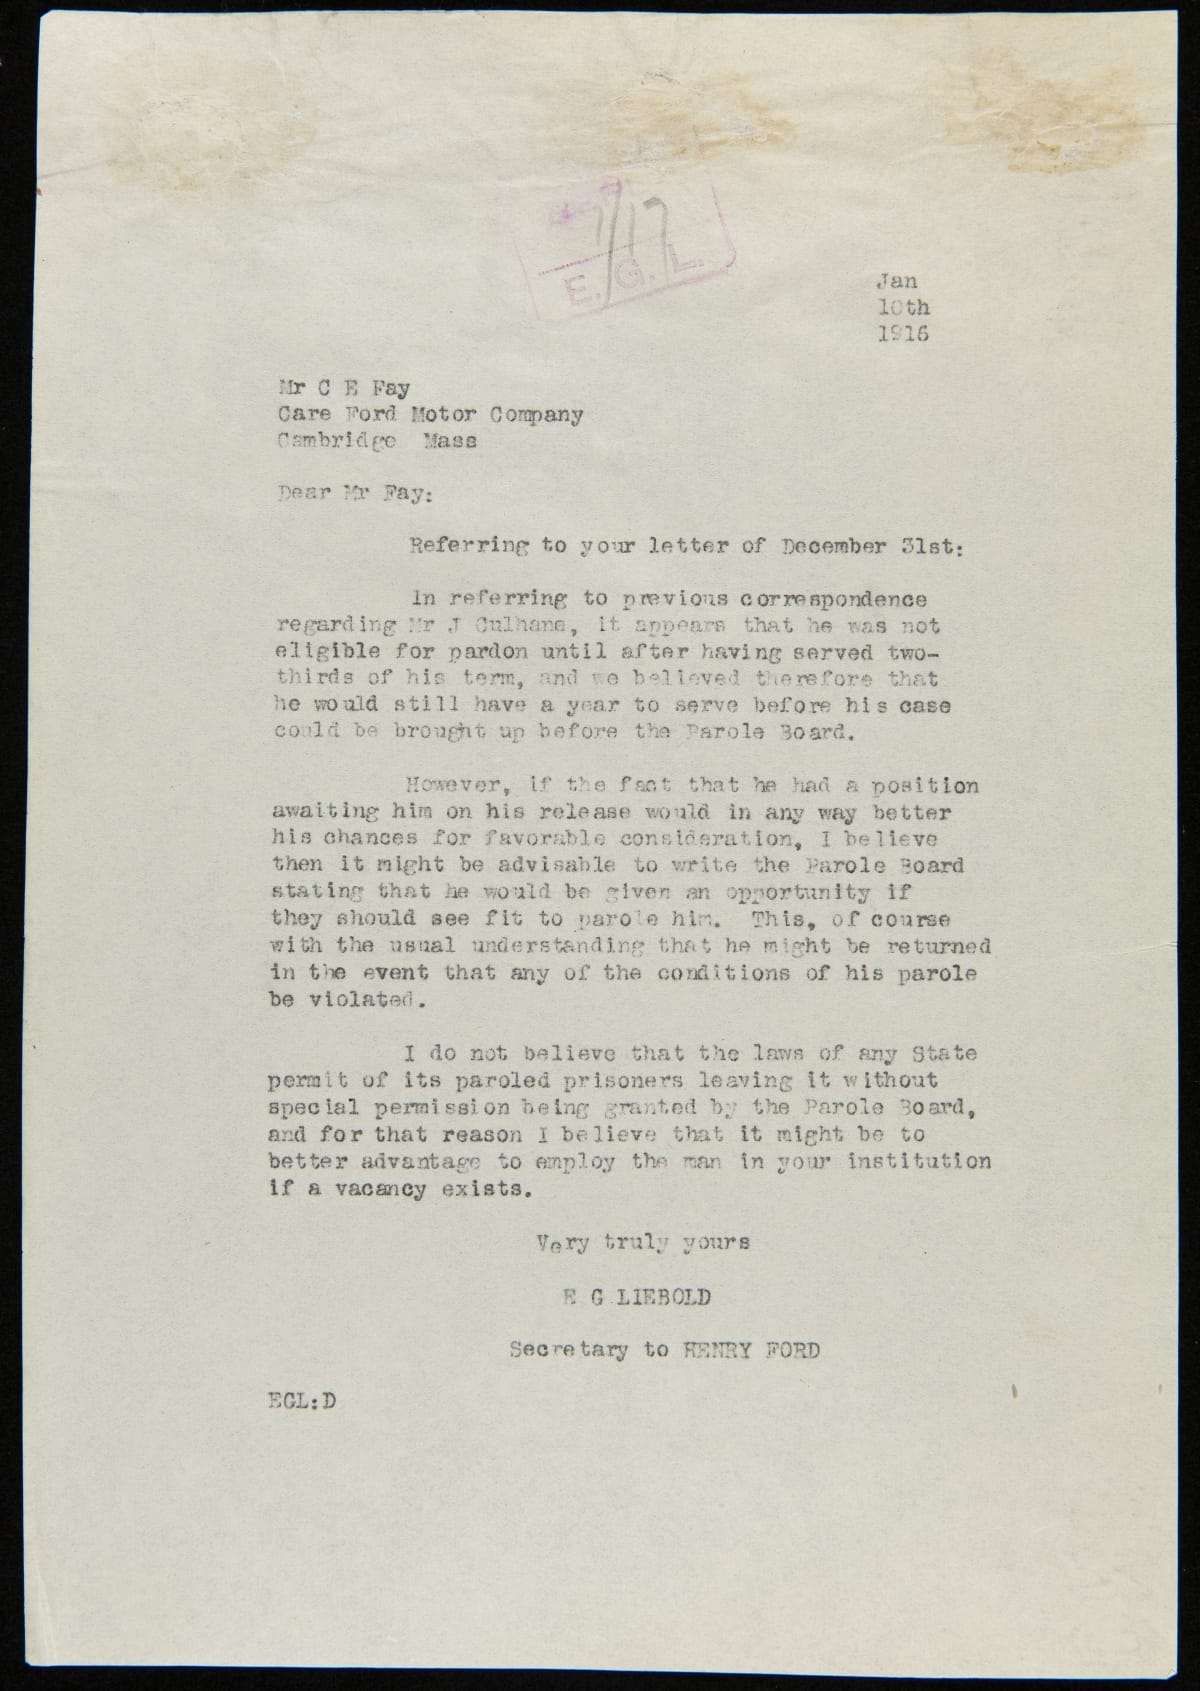 1/17
E. G. L.
Jan
10th
1916
Mr C E Fay
Care Ford Motor Company
Cambridge Mass
Dear Mr Fay:
Referring to your letter of December 31st:
In referring to previous correspondence
regarding Mr J Culhane, it appears that he was not
eligible for pardon until after having served two-
thirds of his term, and we believed therefore that
he would still have a year to serve before his case
could be brought up before the Parole Board.
However, if the fact that he had a position
awaiting him on his release would in any way better
his chances for favorable consideration, I believe
then it might be advisable to write the Parole Board
stating that he would be given an opportunity if
they should see fit to parole him. This, of course
with the usual understanding that he might be returned
in the event that any of the conditions of his parole
be violated.
I do not believe that the laws of any State
permit of its paroled prisoners leaving it without
special permission being granted by the Parole Board,
and for that reason I believe that it might be to
better advantage to employ the man in your institution
if a vacancy exists.
Very truly yours
E G LIEBOLD
Secretary to HENRY FORD
EGL:D